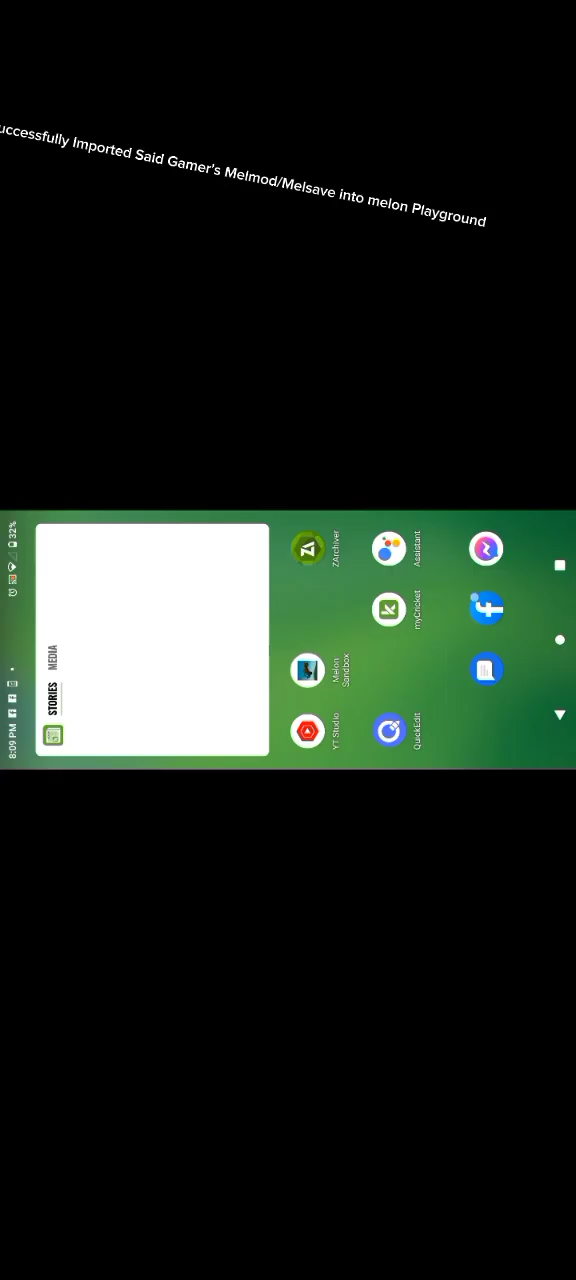 uccessfully Imported Said Gamer's Melmod/Melsave into melon Playground
8:09 PM
32%
STORIES MEDIA
YT Studio
Melon Sandbox
ZArchiver
QuickEdit
myCricket
Assistant